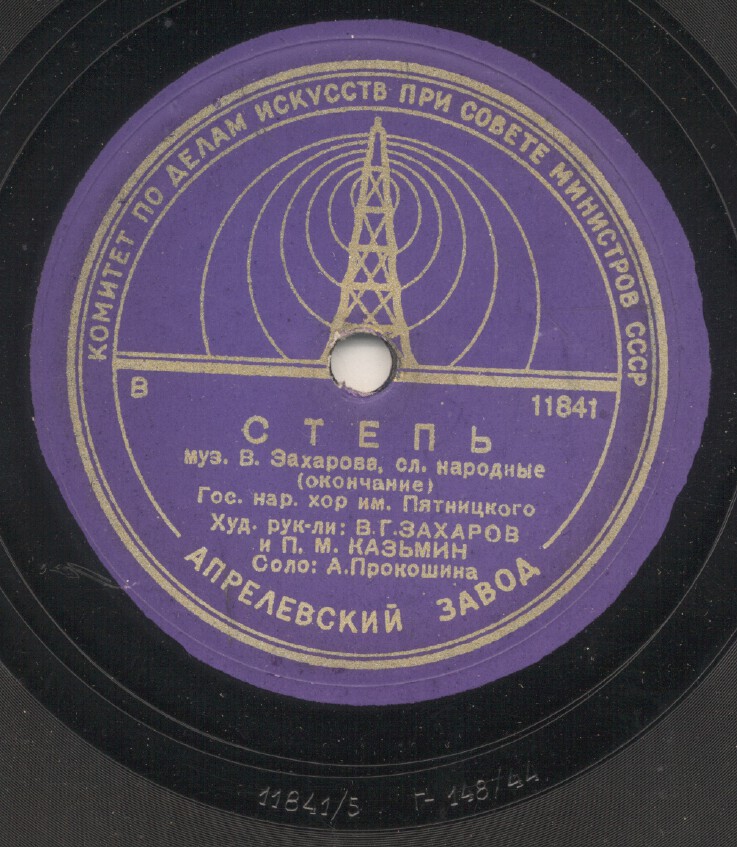 КОМИТЕТ ПО ДЕЛАМ ИСКУССТВ ПРИ СОВЕТЕ МИНИСТРОВ СССР
В 11841
СТЕПЬ
муз. В. Захарова, сл. народные
(окончание)
Гос. нар. хор им. Пятницкого
Худ. рук-ли: В.Г.ЗАХАРОВ
и П. М. КАЗЬМИН
Соло: А.Прокошина
АПРЕЛЕВСКИЙ ЗАВОД
11841/5 Г- 148/44